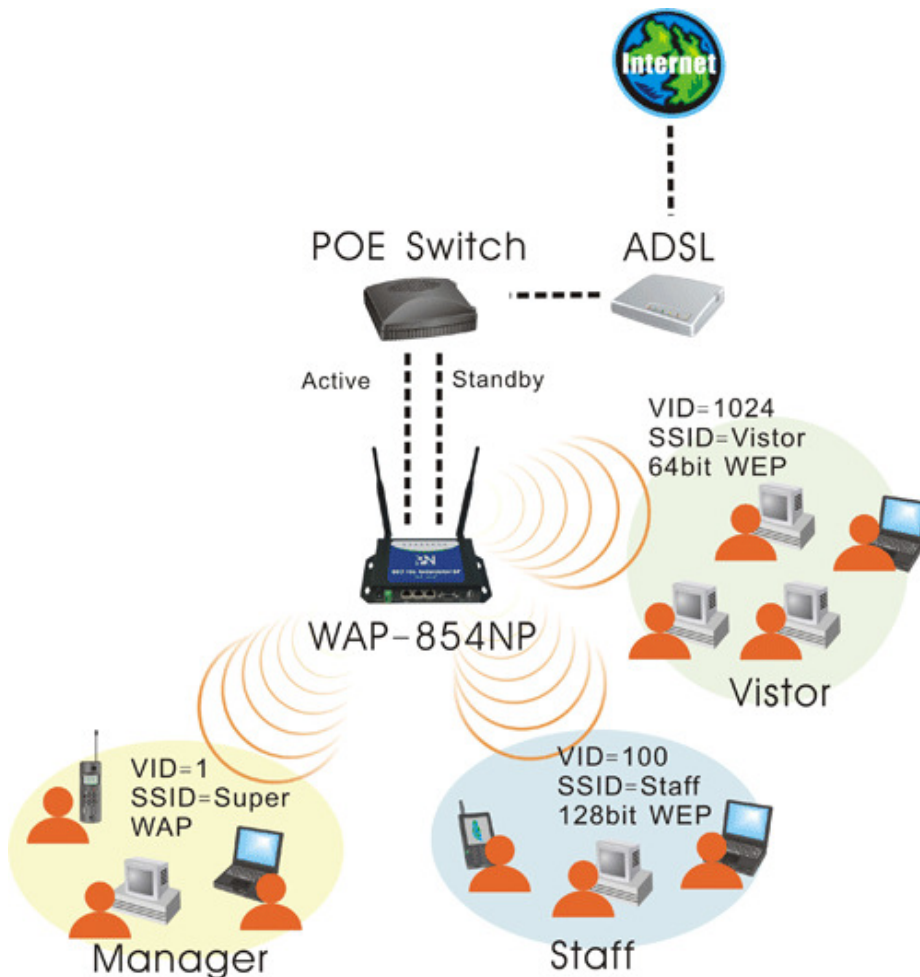 Internet
POE Switch
ADSL
Active
Standby
VID=1024
SSID=Vistor
64bit WEP
WAP-854NP
Vistor
VID=1
SSID=Super
WAP
VID=100
SSID=Staff
128bit WEP
Manager
Staff